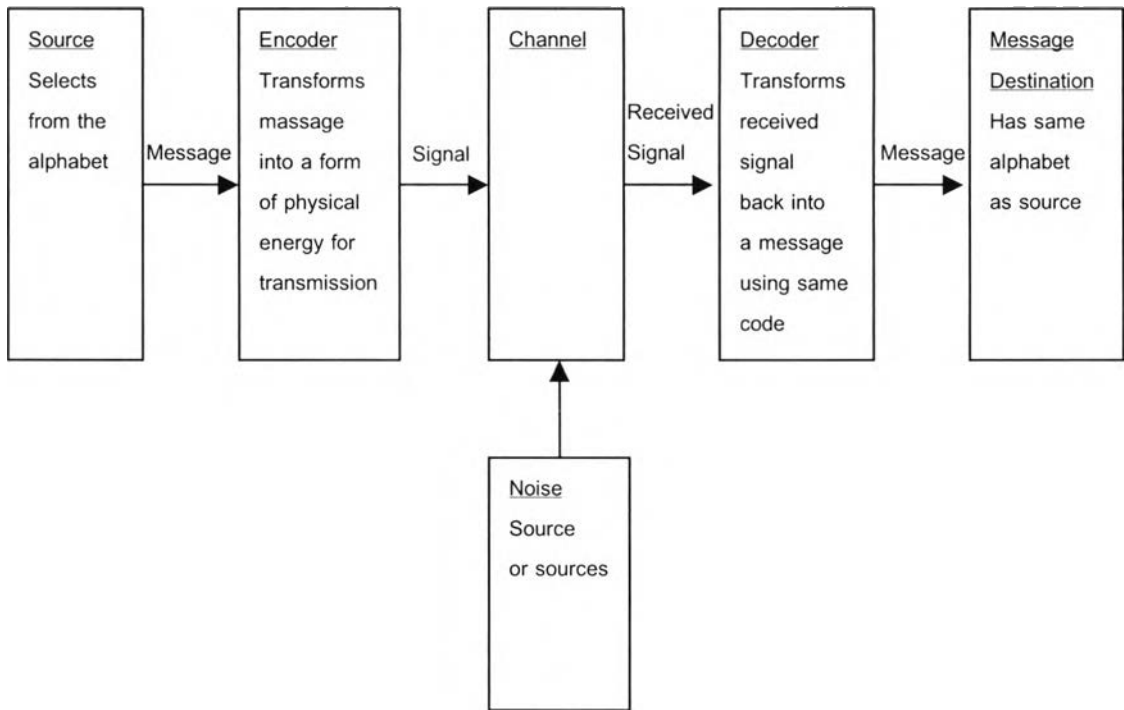 Source
Selects
from the
alphabet
Message
Encoder
Transforms
massage
into a form
of physical
energy for
transmission
Signal
Channel
Received
Signal
Decoder
Transforms
received
signal
back into
a message
using same
code
Message
Message
Destination
Has same
alphabet
as source
Noise
Source
or sources